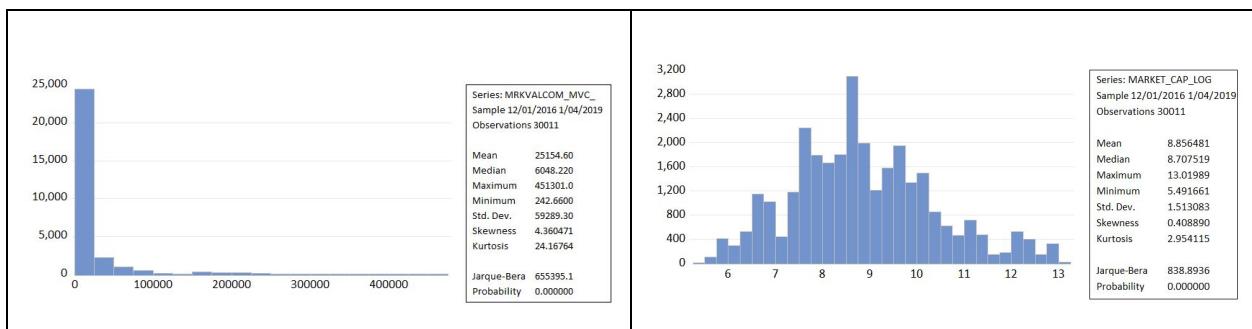 25,000
20,000
15,000
10,000
5,000
0
0 100000 200000 300000 400000
Series: MRKVALCOM_MVC_
Sample 12/01/2016 1/04/2019
Observations 30011
Mean 25154.60
Median 6048.220
Maximum 451301.0
Minimum 242.6600
Std. Dev. 59289.30
Skewness 4.360471
Kurtosis 24.16764
Jarque-Bera 655395.1
Probability 0.000000
3,200
2,800
2,400
2,000
1,600
1,200
800
400
0
6 7 8 9 10 11 12 13
Series: MARKET_CAP_LOG
Sample 12/01/2016 1/04/2019
Observations 30011
Mean 8.856481
Median 8.707519
Maximum 13.01989
Minimum 5.491661
Std. Dev. 1.513083
Skewness 0.408890
Kurtosis 2.954115
Jarque-Bera 838.8936
Probability 0.000000